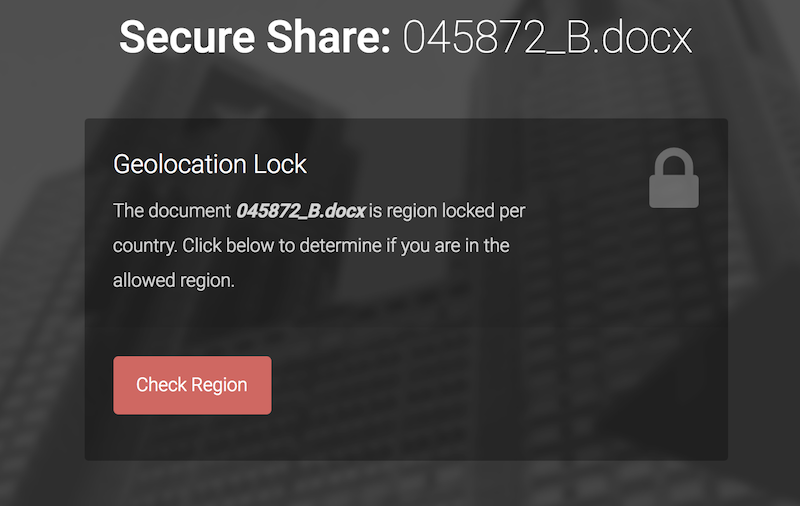 Secure Share: 045872_B.docx
Geolocation Lock
The document 045872_B.docx is region locked per
country. Click below to determine if you are in the
allowed region.
Check Region